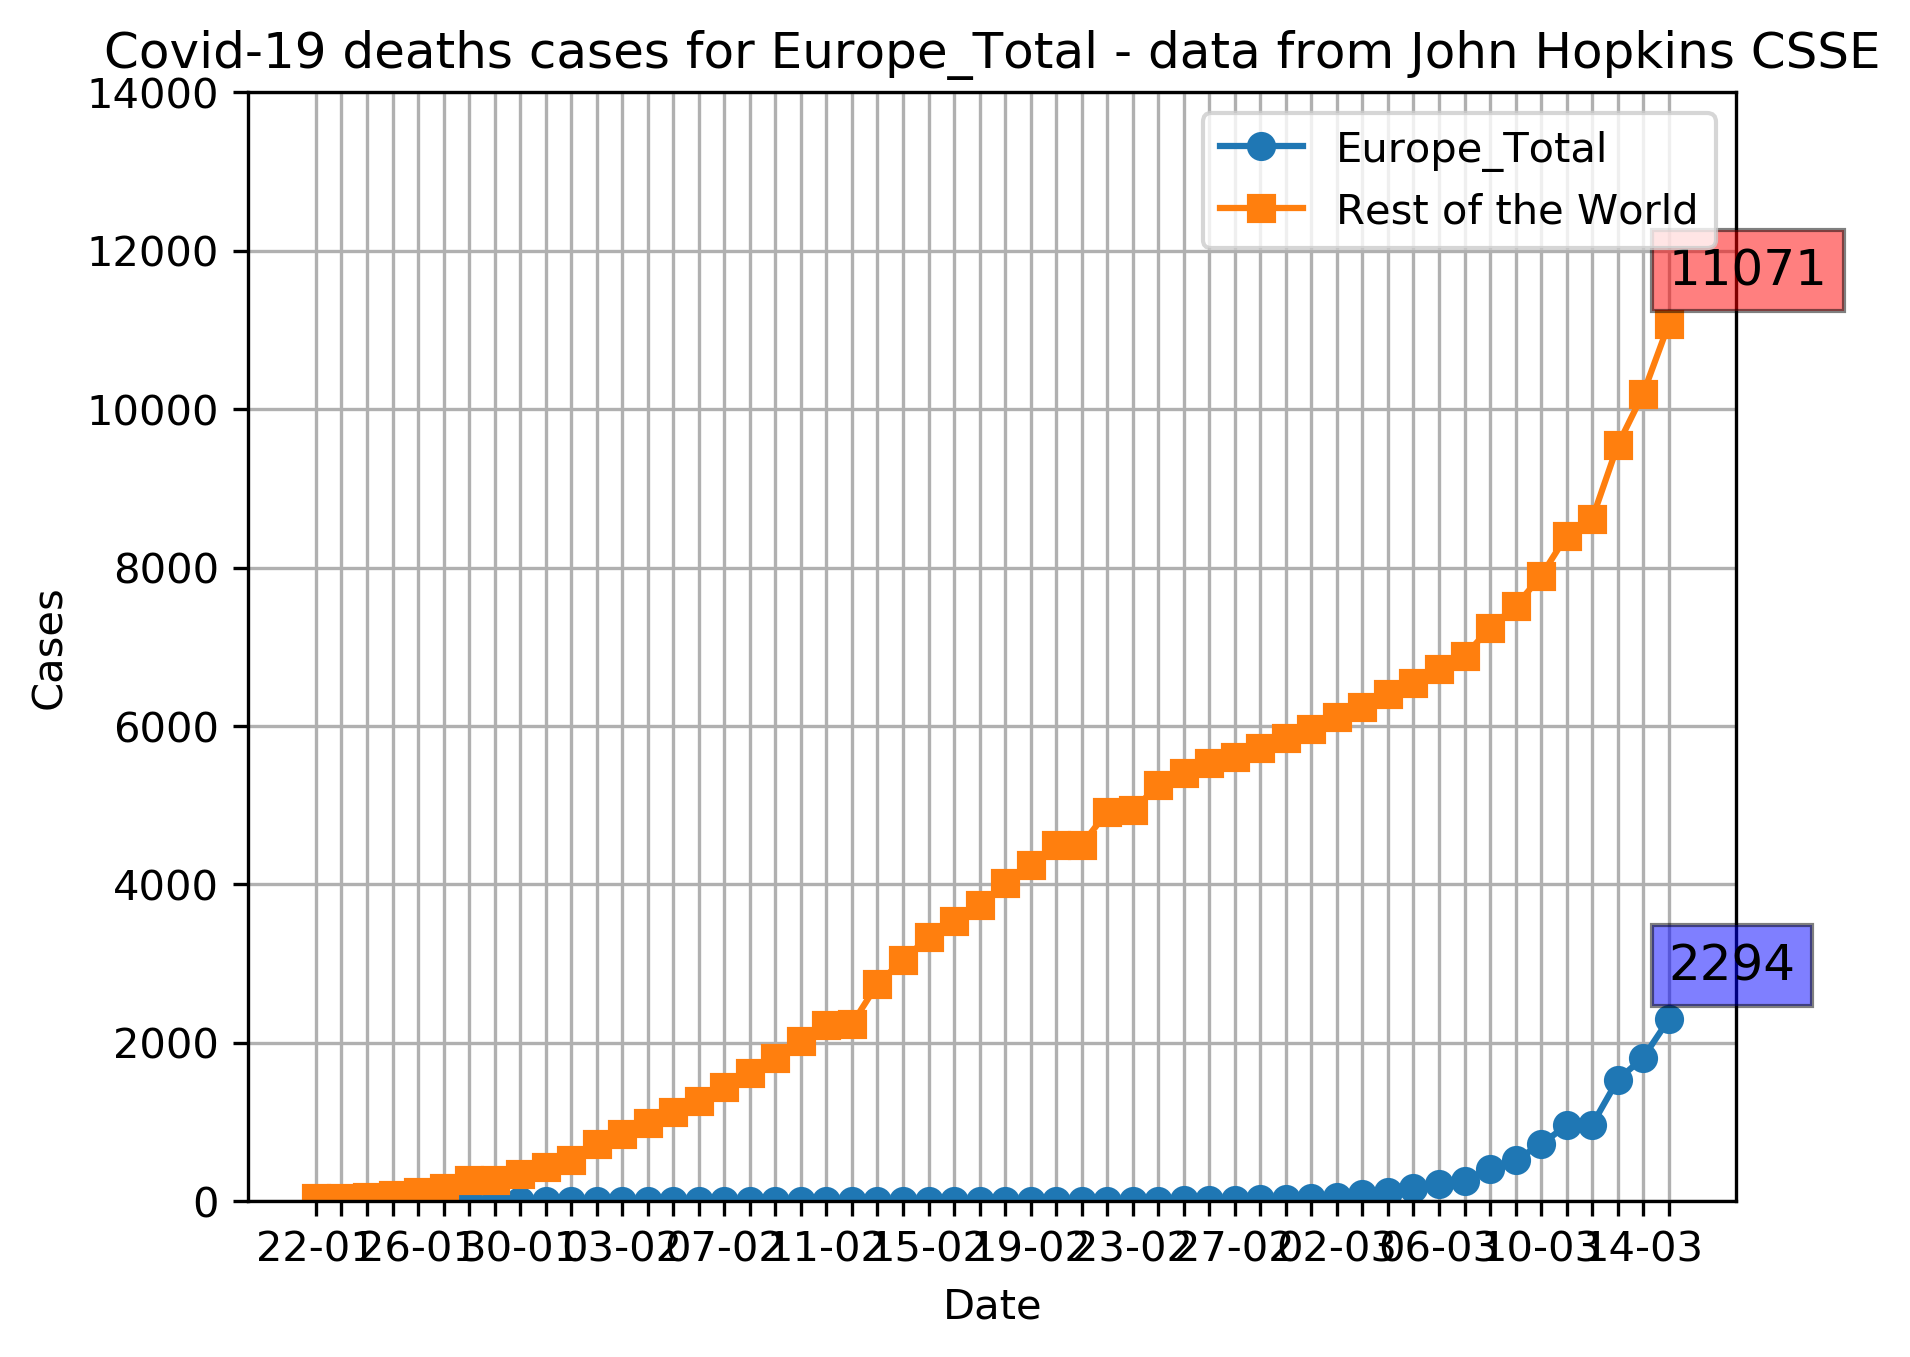 Covid-19 deaths cases for Europe_Total - data from John Hopkins CSSE
14000
12000
10000
8000
6000
4000
2000
0
Cases
Europe_Total
Rest of the World
11071
2294
22-01 26-01 30-01 03-02 07-02 11-02 15-02 19-02 23-02 27-02 02-03 06-03 10-03 14-03
Date